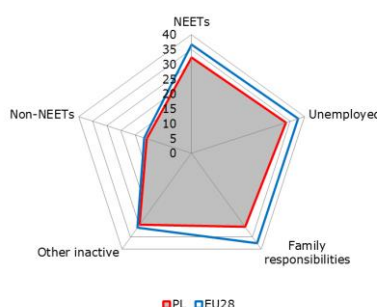 NEETs
40
35
30
25
20
15
10
5
0
Non-NEETs
Unemployed
Other inactive
Family
responsibilities
PL EU28